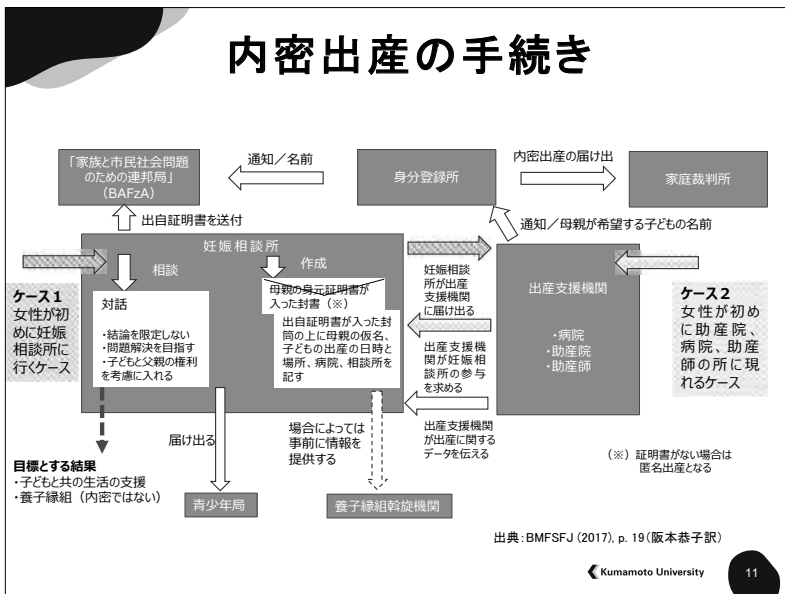 内密出産の手続き
「家族と市民社会問題
のための連邦局」
(BAFzA)
通知／名前
身分登録所
内密出産の届け出
家庭裁判所
出自証明書を送付
通知／母親が希望する子どもの名前
妊娠相談所
相談
作成
ケース１
女性が初
めに妊娠
相談所に
行くケース
対話
・結論を限定しない
・問題解決を目指す
・子どもと父親の権利
を考慮に入れる
母親の身元証明書が
入った封書（※）
出自証明書が入った封
筒の上に母親の仮名、
子どもの出産の日時と
場所、病院、相談所を
記す
妊娠相談
所が出産
支援機関
に届け出る
出産支援機
関が妊娠相
談所の参与
を求める
出産支援機関
が出産に関する
データを伝える
出産支援機関
・病院
・助産院
・助産師
ケース２
女性が初め
に助産院、
病院、助産
師の所に現
れるケース
目標とする結果
・子どもと共の生活の支援
・養子縁組（内密ではない）
届け出る
場合によっては
事前に情報を
提供する
（※）証明書がない場合は
匿名出産となる
青少年局
養子縁組斡旋機関
出典：BMFSFJ (2017), p. 19（阪本恭子訳）
Kumamoto University
11